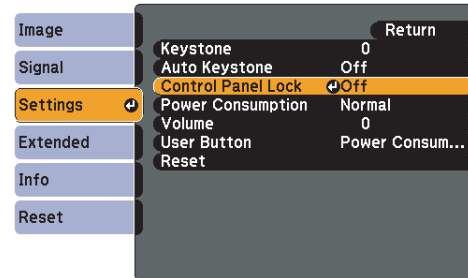 Image
Signal
Settings
Extended
Info
Reset
Return
Keystone 0
Auto Keystone Off
Control Panel Lock Off
Power Consumption Normal
Volume 0
User Button Power Consum...
Reset